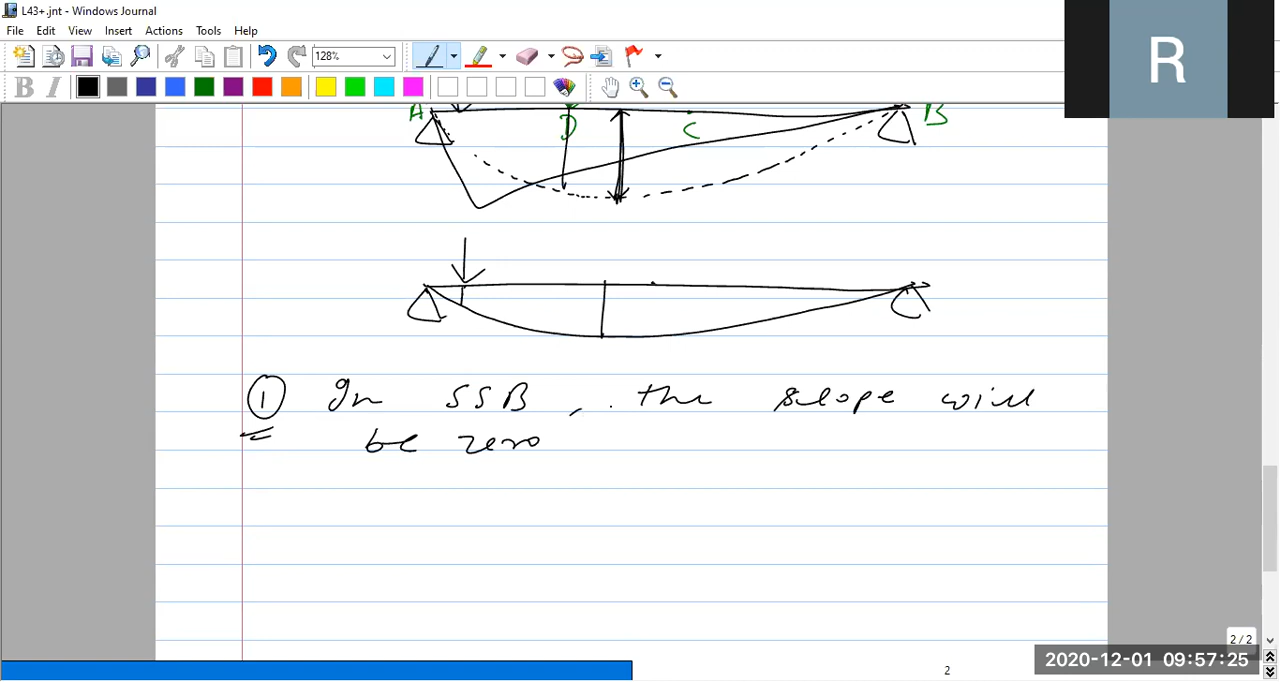 L43+.jnt - Windows Journal
File Edit View Insert Actions Tools Help
128%
B I
R
A D C B
① In SSB, the slope will
be zero
2/2
2020-12-01 09:57:25
2